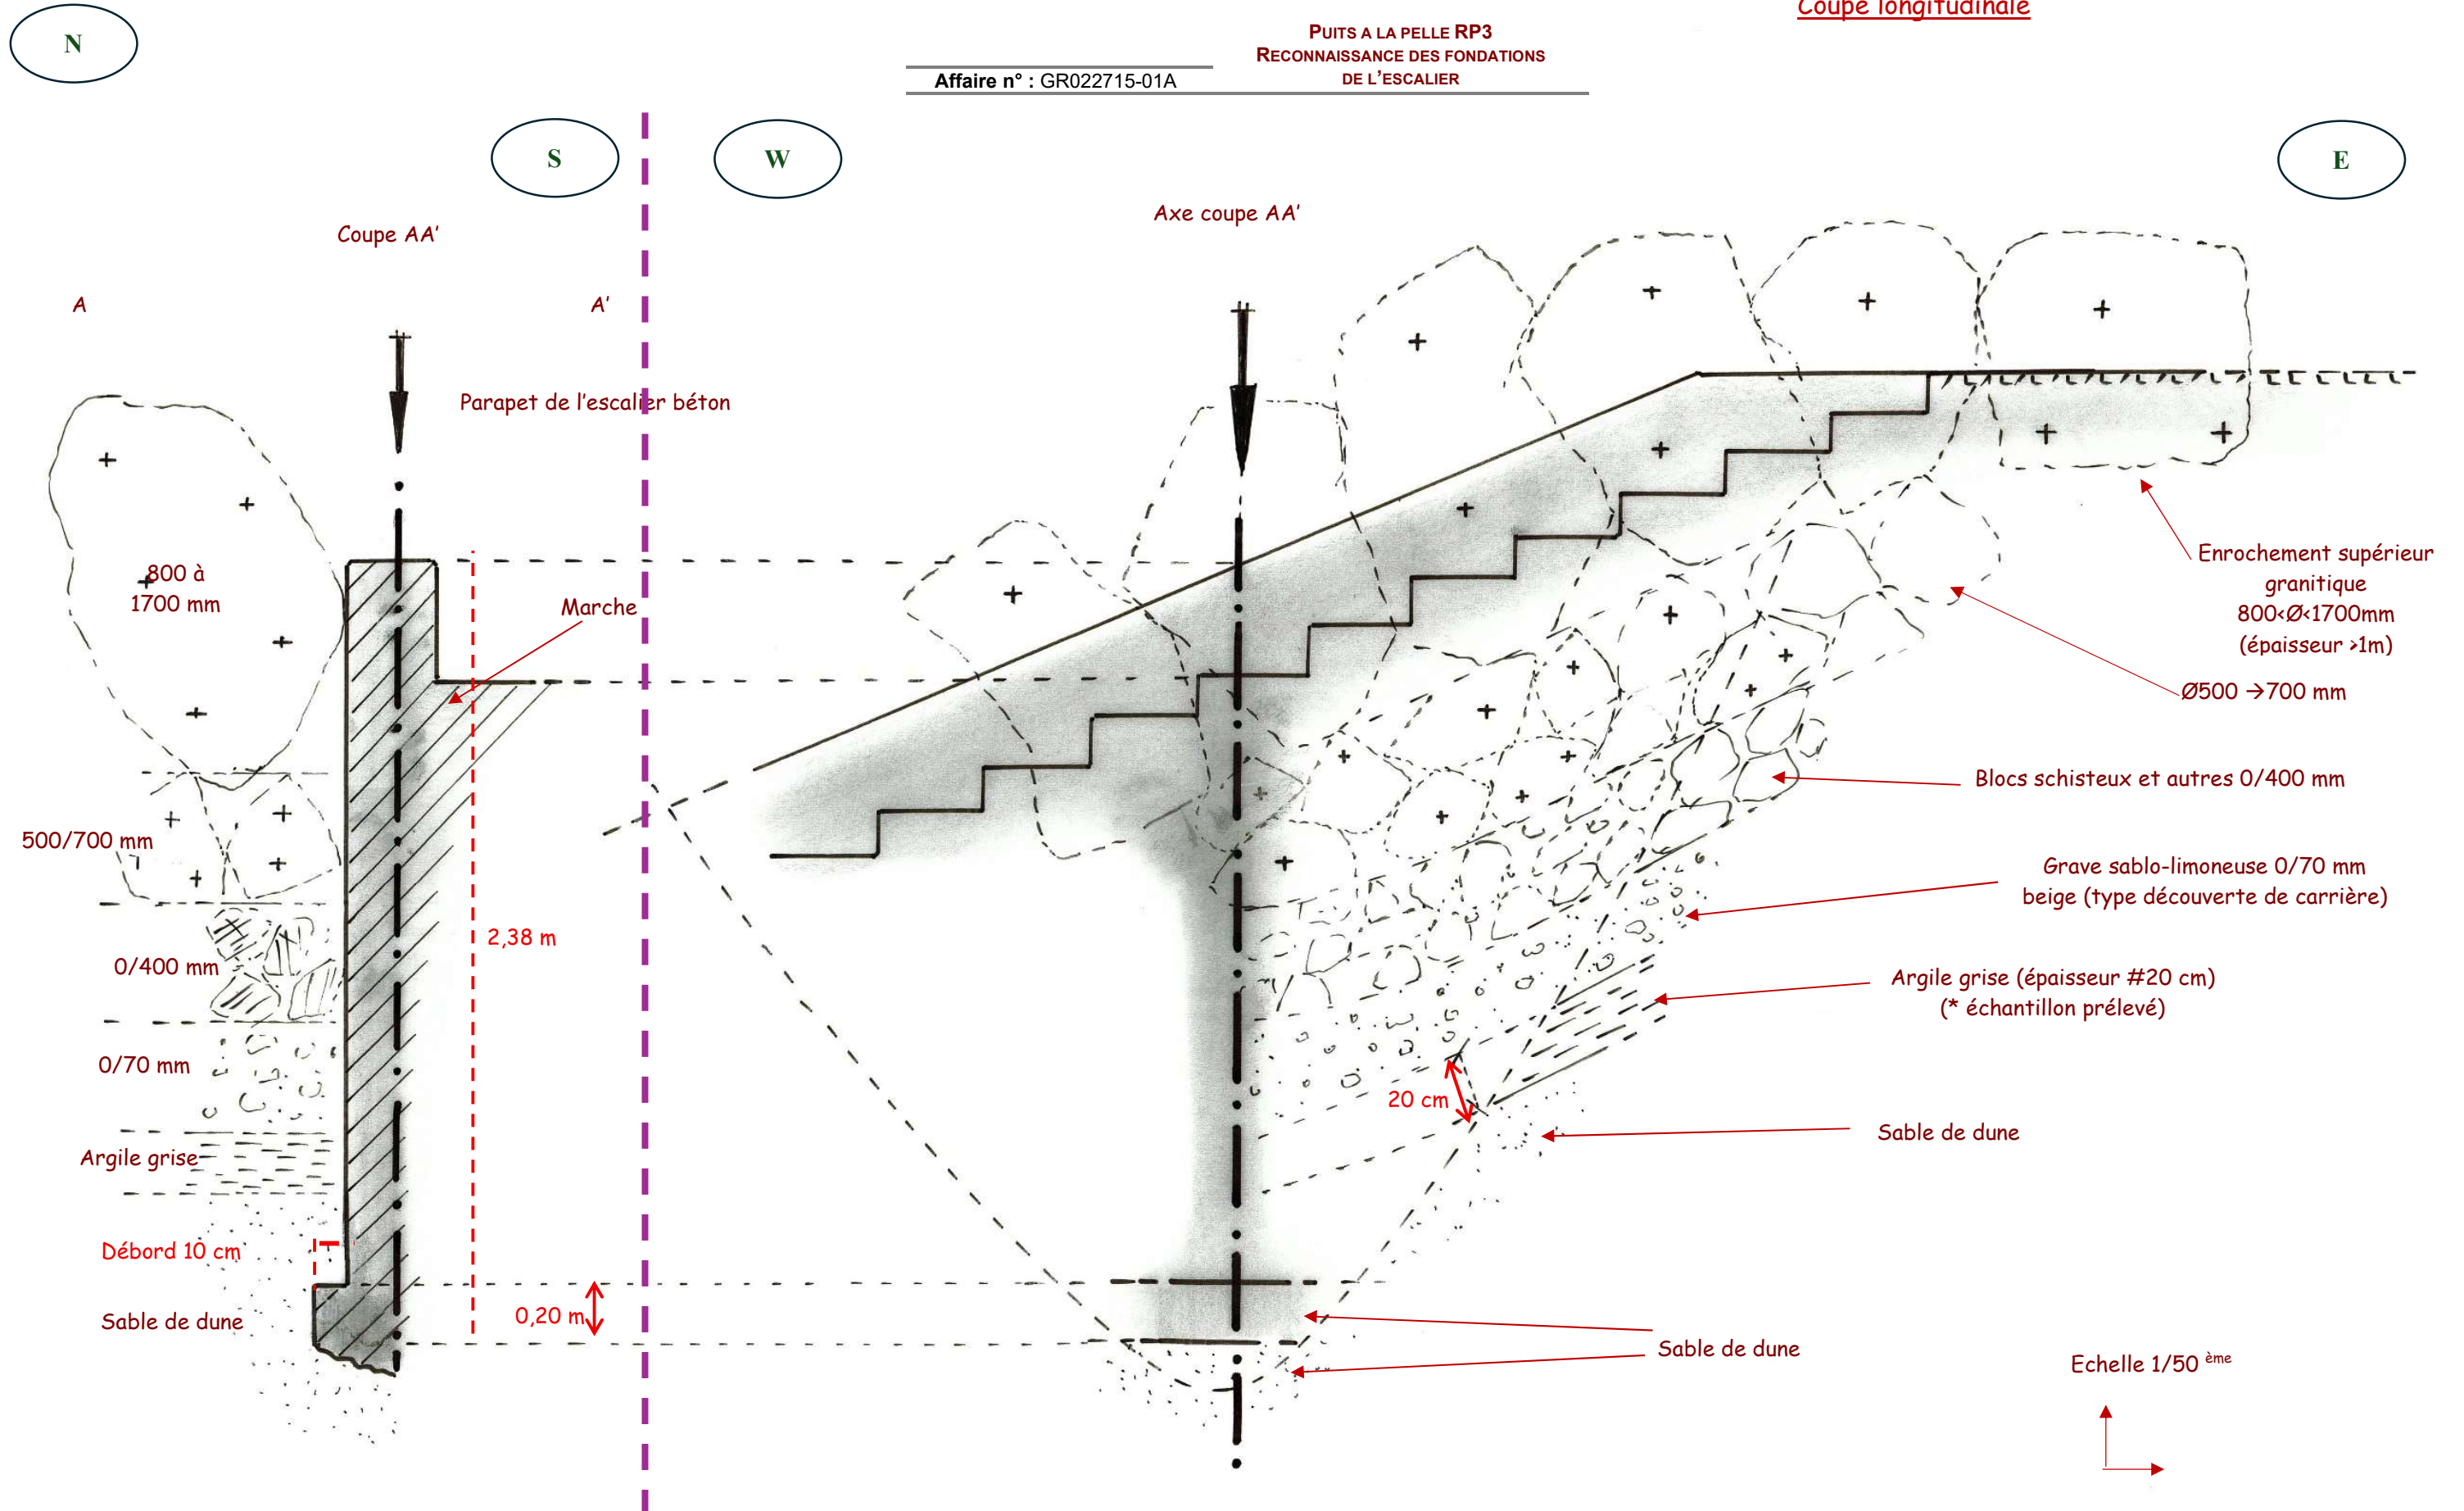 Coupe longitudinale
N
PUITS A LA PELLE RP3
RECONNAISSANCE DES FONDATIONS
DE L'ESCALIER
Affaire n° : GR022715-01A
S
W
E
Coupe AA'
Axe coupe AA'
A
A'
Parapet de l'escalier béton
800 à
1700 mm
Marche
Enrochement supérieur
granitique
800<Ø<1700mm
(épaisseur >1m)
Ø500 →700 mm
Blocs schisteux et autres 0/400 mm
500/700 mm
Grave sablo-limoneuse 0/70 mm
beige (type découverte de carrière)
2,38 m
0/400 mm
Argile grise (épaisseur #20 cm)
(* échantillon prélevé)
0/70 mm
20 cm
Sable de dune
Argile grise
Débord 10 cm
Sable de dune
0,20 m
Sable de dune
Echelle 1/50 ème